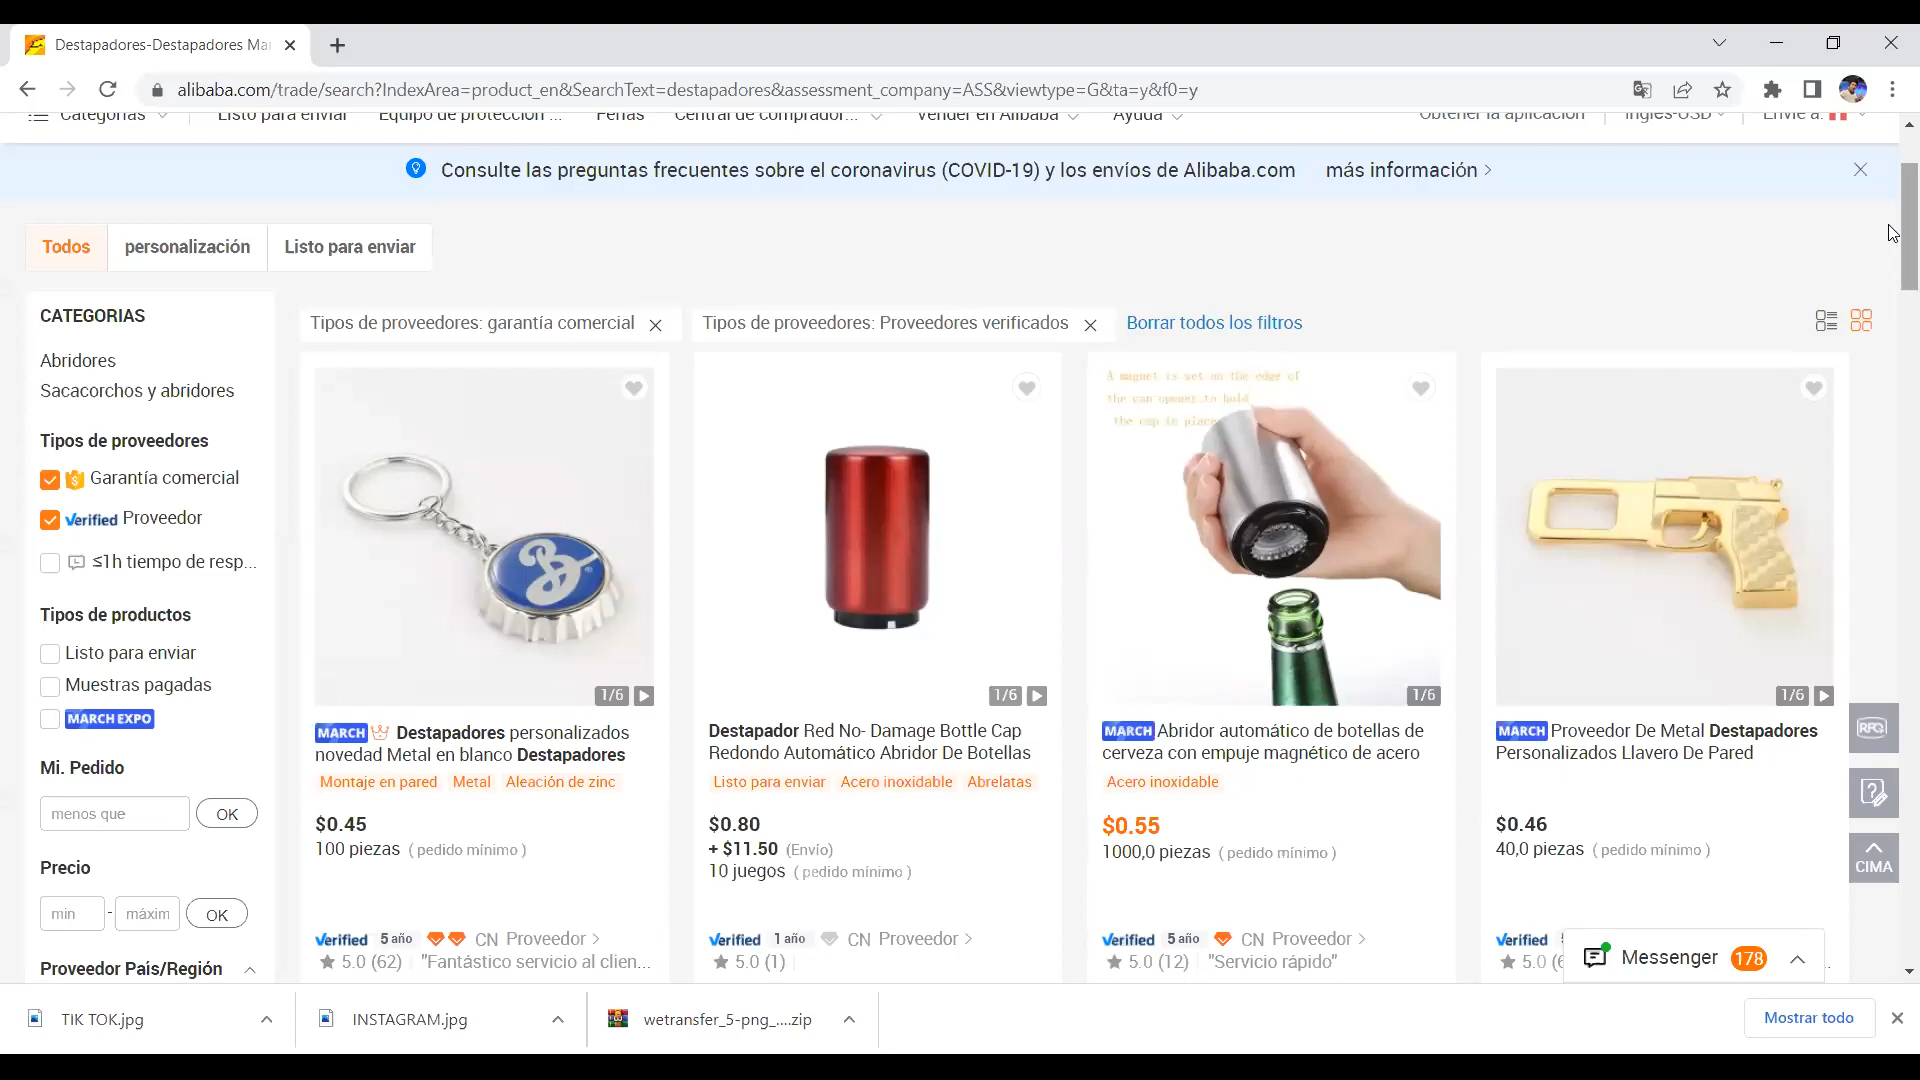 Destapadores-Destapadores Ma
alibaba.com/trade/search?IndexArea=product_en&SearchText=destapadores&assessment_company=ASS&viewtype=G&ta=y&f0=y
Categorías
Listo para enviar
Equipo de protección ...
Ferias
Central de comprador...
Vender en Alibaba
Ayuda
Obtener la aplicación
Inglés-USD
Envíe a:
Consulte las preguntas frecuentes sobre el coronavirus (COVID-19) y los envíos de Alibaba.com
más información >
Todos
personalización
Listo para enviar
CATEGORIAS
Abridores
Sacacorchos y abridores
Tipos de proveedores
Garantía comercial
Verified Proveedor
≤1h tiempo de resp...
Tipos de productos
Listo para enviar
Muestras pagadas
MARCH EXPO
Mi. Pedido
menos que
OK
Precio
min
-
máxim
OK
Proveedor País/Región
Tipos de proveedores: garantía comercial
Tipos de proveedores: Proveedores verificados
Borrar todos los filtros
1/6
MARCH Destapadores personalizados
novedad Metal en blanco Destapadores
Montaje en pared Metal Aleación de zinc
$0.45
100 piezas ( pedido mínimo )
Verified 5 año CN Proveedor >
5.0 (62) "Fantástico servicio al clien...
1/6
Destapador Red No- Damage Bottle Cap
Redondo Automático Abridor De Botellas
Listo para enviar Acero inoxidable Abrelatas
$0.80
+ $11.50 (Envío)
10 juegos ( pedido mínimo )
Verified 1 año CN Proveedor >
5.0 (1)
A magnet is set on the edge of
the can opener to hold
the cap in place
1/6
MARCH Abridor automático de botellas de
cerveza con empuje magnético de acero
Acero inoxidable
$0.55
1000,0 piezas ( pedido mínimo )
Verified 5 año CN Proveedor >
5.0 (12) "Servicio rápido"
1/6
MARCH Proveedor De Metal Destapadores
Personalizados Llavero De Pared
$0.46
40,0 piezas ( pedido mínimo )
Verified
5.0
RFQ
CIMA
Messenger 178
TIK TOK.jpg
INSTAGRAM.jpg
wetransfer_5-png_....zip
Mostrar todo